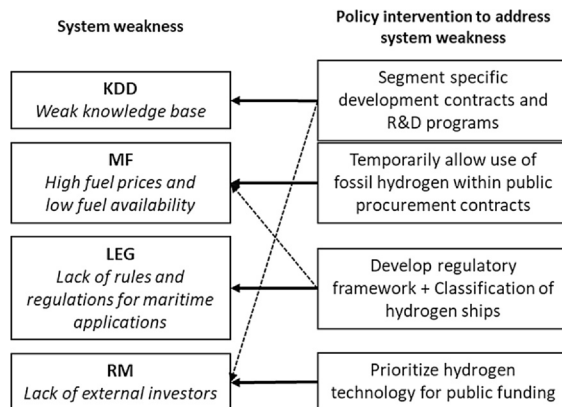 System weakness
Policy intervention to address
system weakness
KDD
Weak knowledge base
Segment specific
development contracts and
R&D programs
MF
High fuel prices and
low fuel availability
Temporarily allow use of
fossil hydrogen within public
procurement contracts
LEG
Lack of rules and
regulations for maritime
applications
Develop regulatory
framework + Classification of
hydrogen ships
RM
Lack of external investors
Prioritize hydrogen
technology for public funding